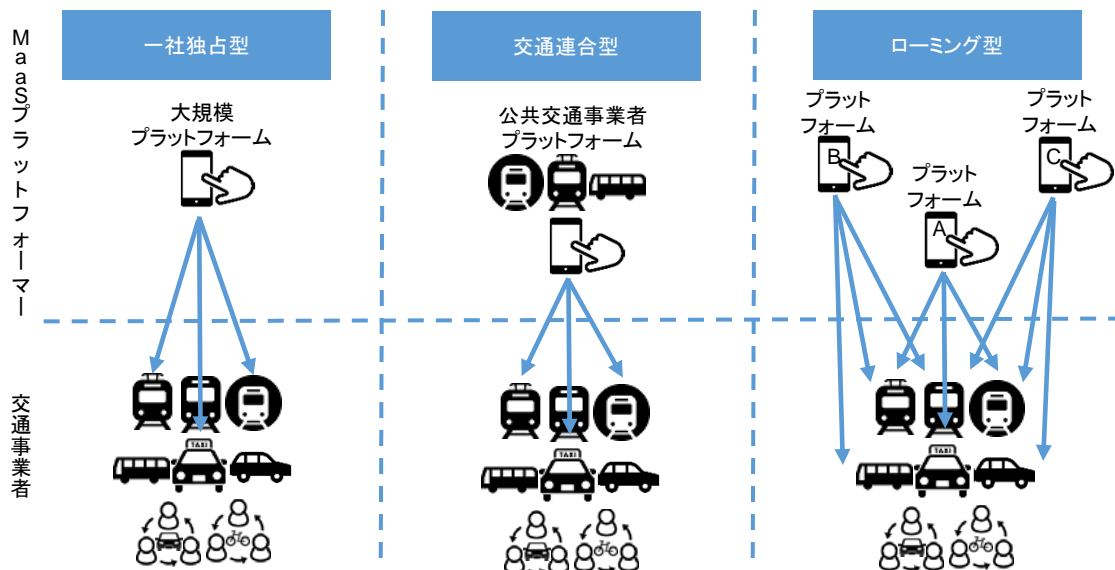 MaaSプラットフォーマー
一社独占型
交通連合型
ローミング型
大規模
プラットフォーム
公共交通事業者
プラットフォーム
プラット
フォーム
B
プラット
フォーム
A
プラット
フォーム
C
交通事業者
TAXI
TAXI
TAXI